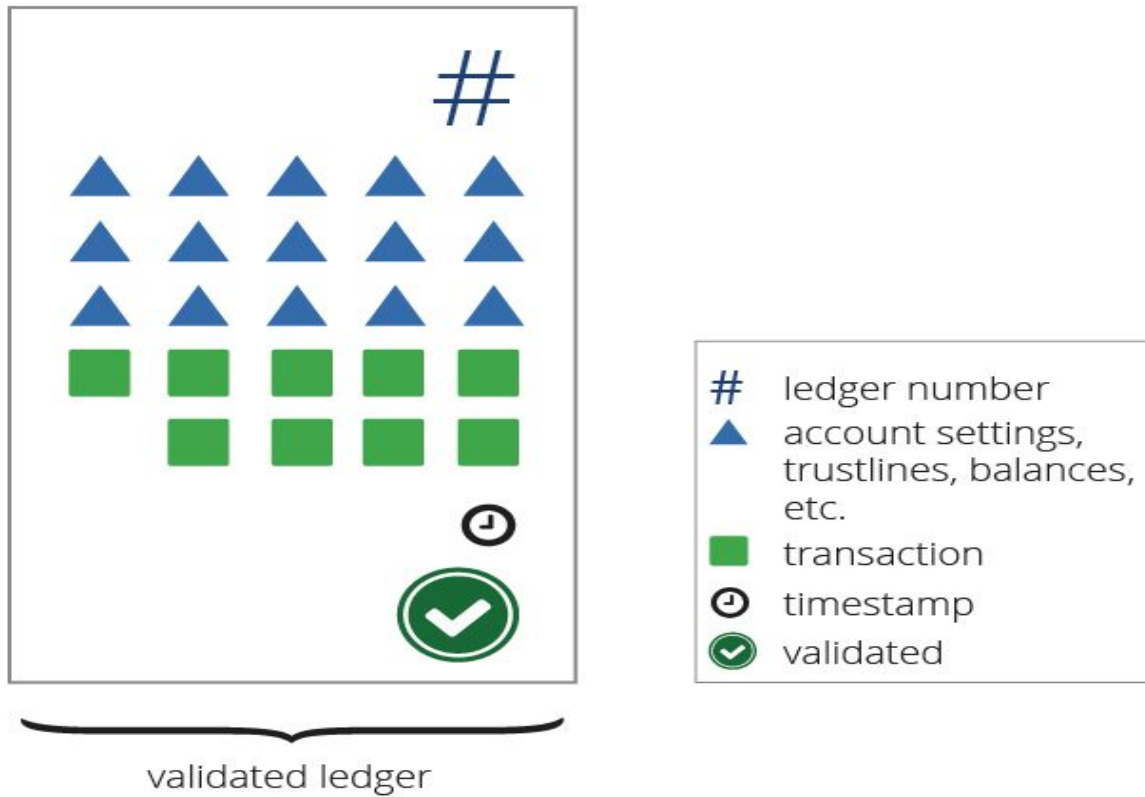 #
validated ledger
# ledger number
account settings,
trustlines, balances,
etc.
transaction
timestamp
validated